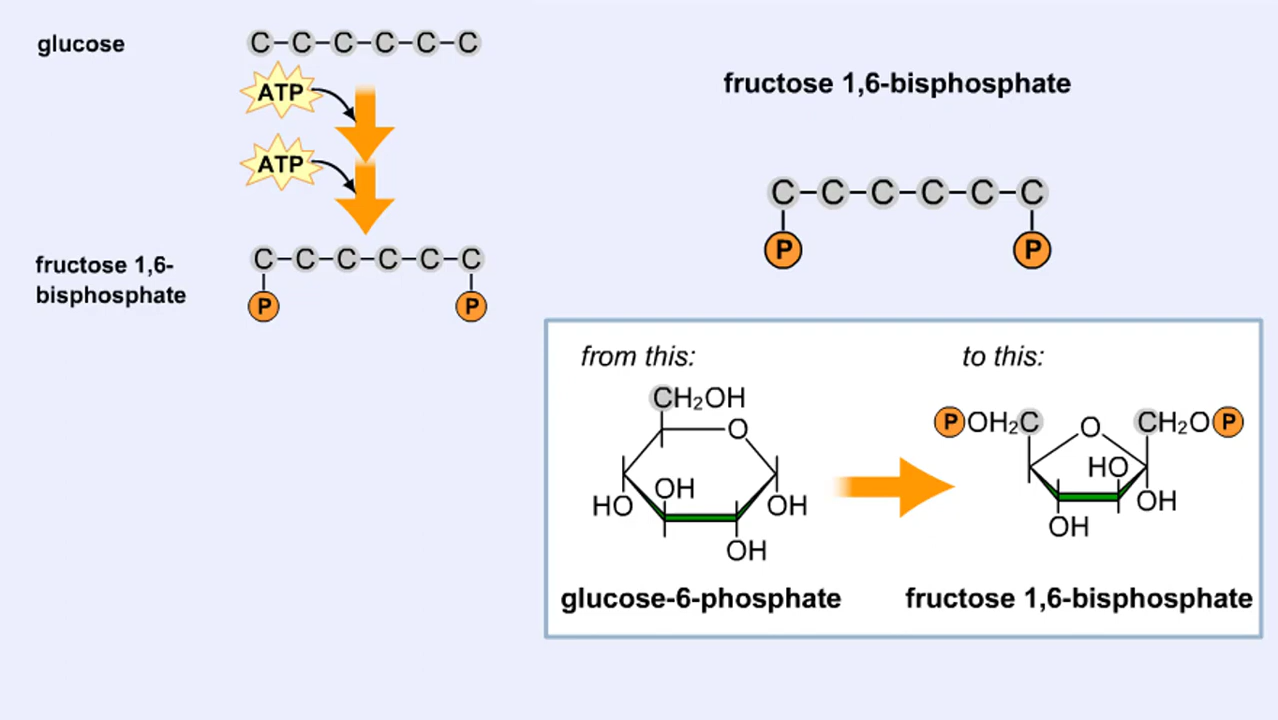 glucose
C-C-C-C-C-C
ATP
ATP
fructose 1,6-
bisphosphate
C-C-C-C-C-C
P P
fructose 1,6-bisphosphate
C-C-C-C-C-C
P P
from this:
CH₂OH
O
HO
OH
OH
OH
glucose-6-phosphate
to this:
P OH₂C
O
CH₂O P
HO
OH
OH
fructose 1,6-bisphosphate